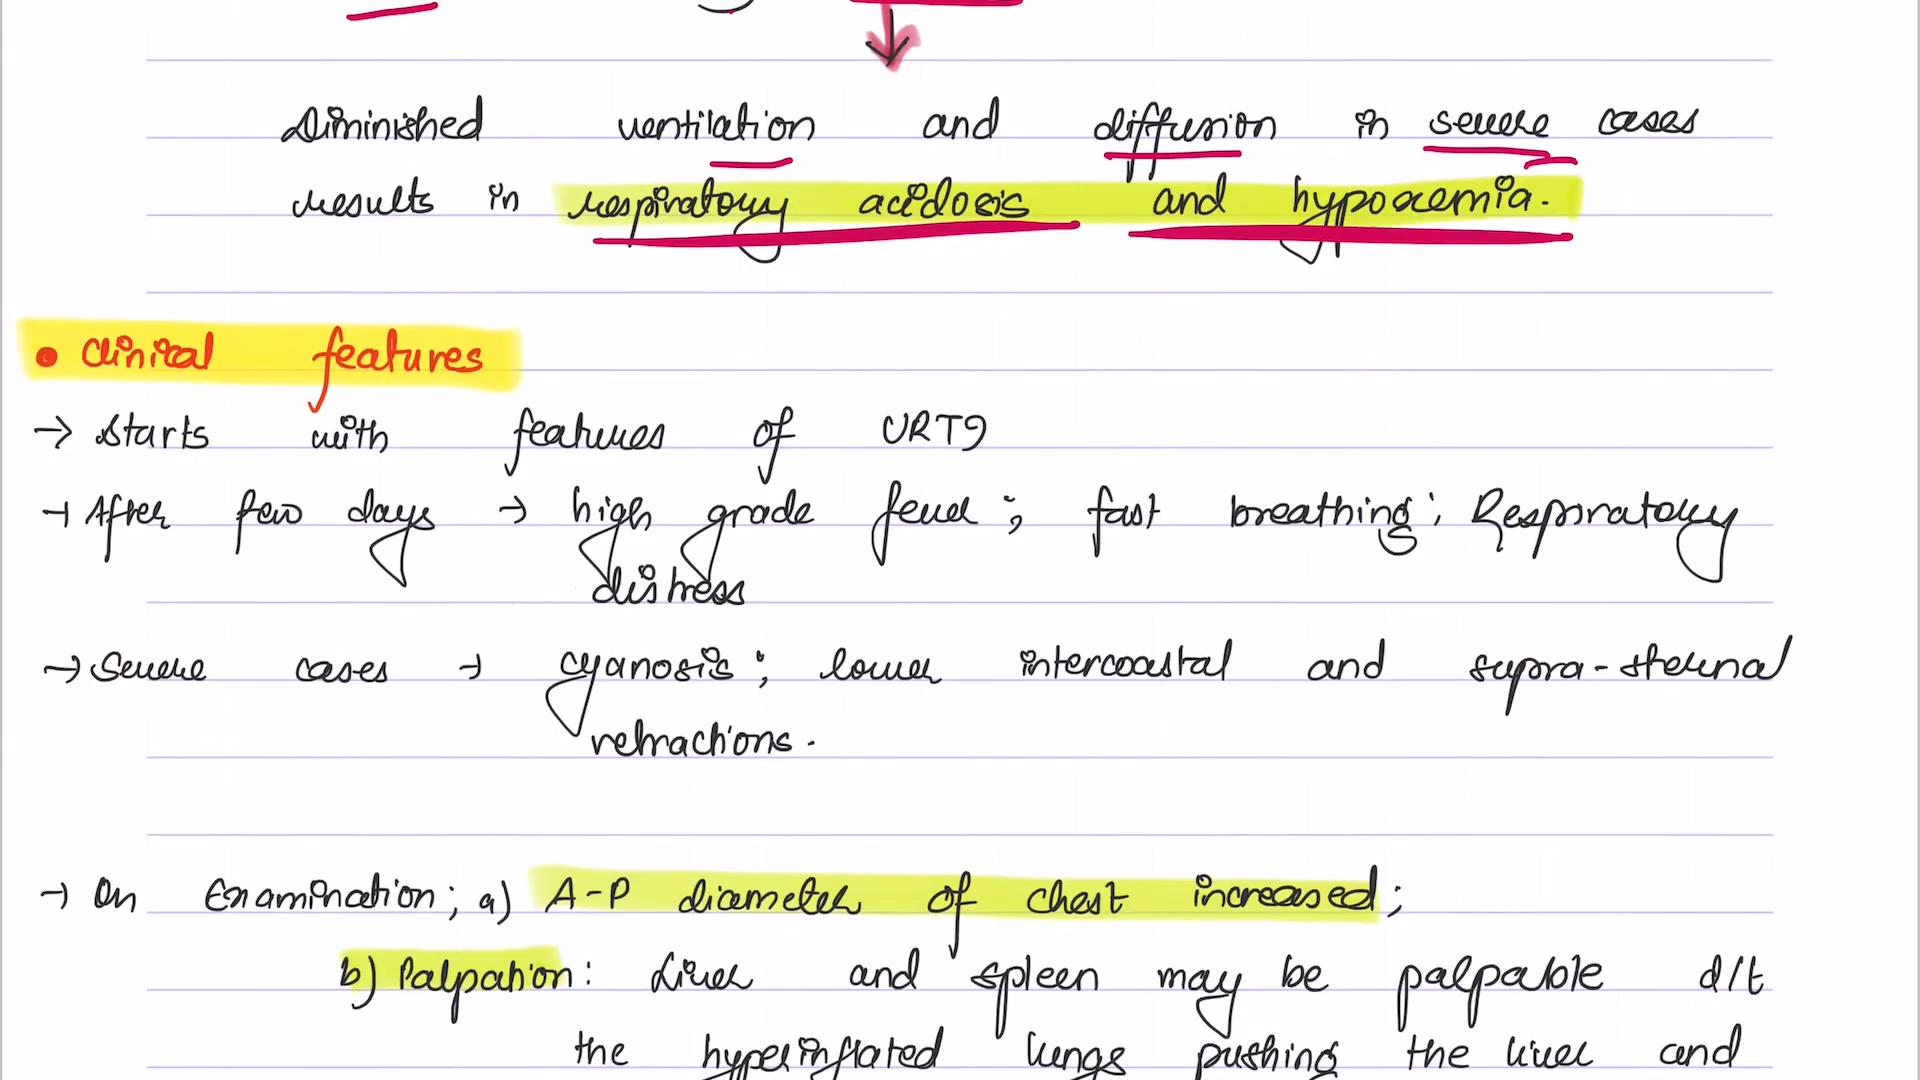 Diminished ventilation and diffusion in severe cases
results in respiratory acidosis and hypoxemia.
• Clinical features
→ Starts with features of URTI
→ After few days → high grade fever; fast breathing; Respiratory
distress
→ Severe cases → cyanosis; lower intercoastal and supra-sternal
retractions.
→ On Examination; a) A-P diameter of chest increased;
b) Palpation: Liver and spleen may be palpable d/t
the hyperinflated lungs pushing the liver and